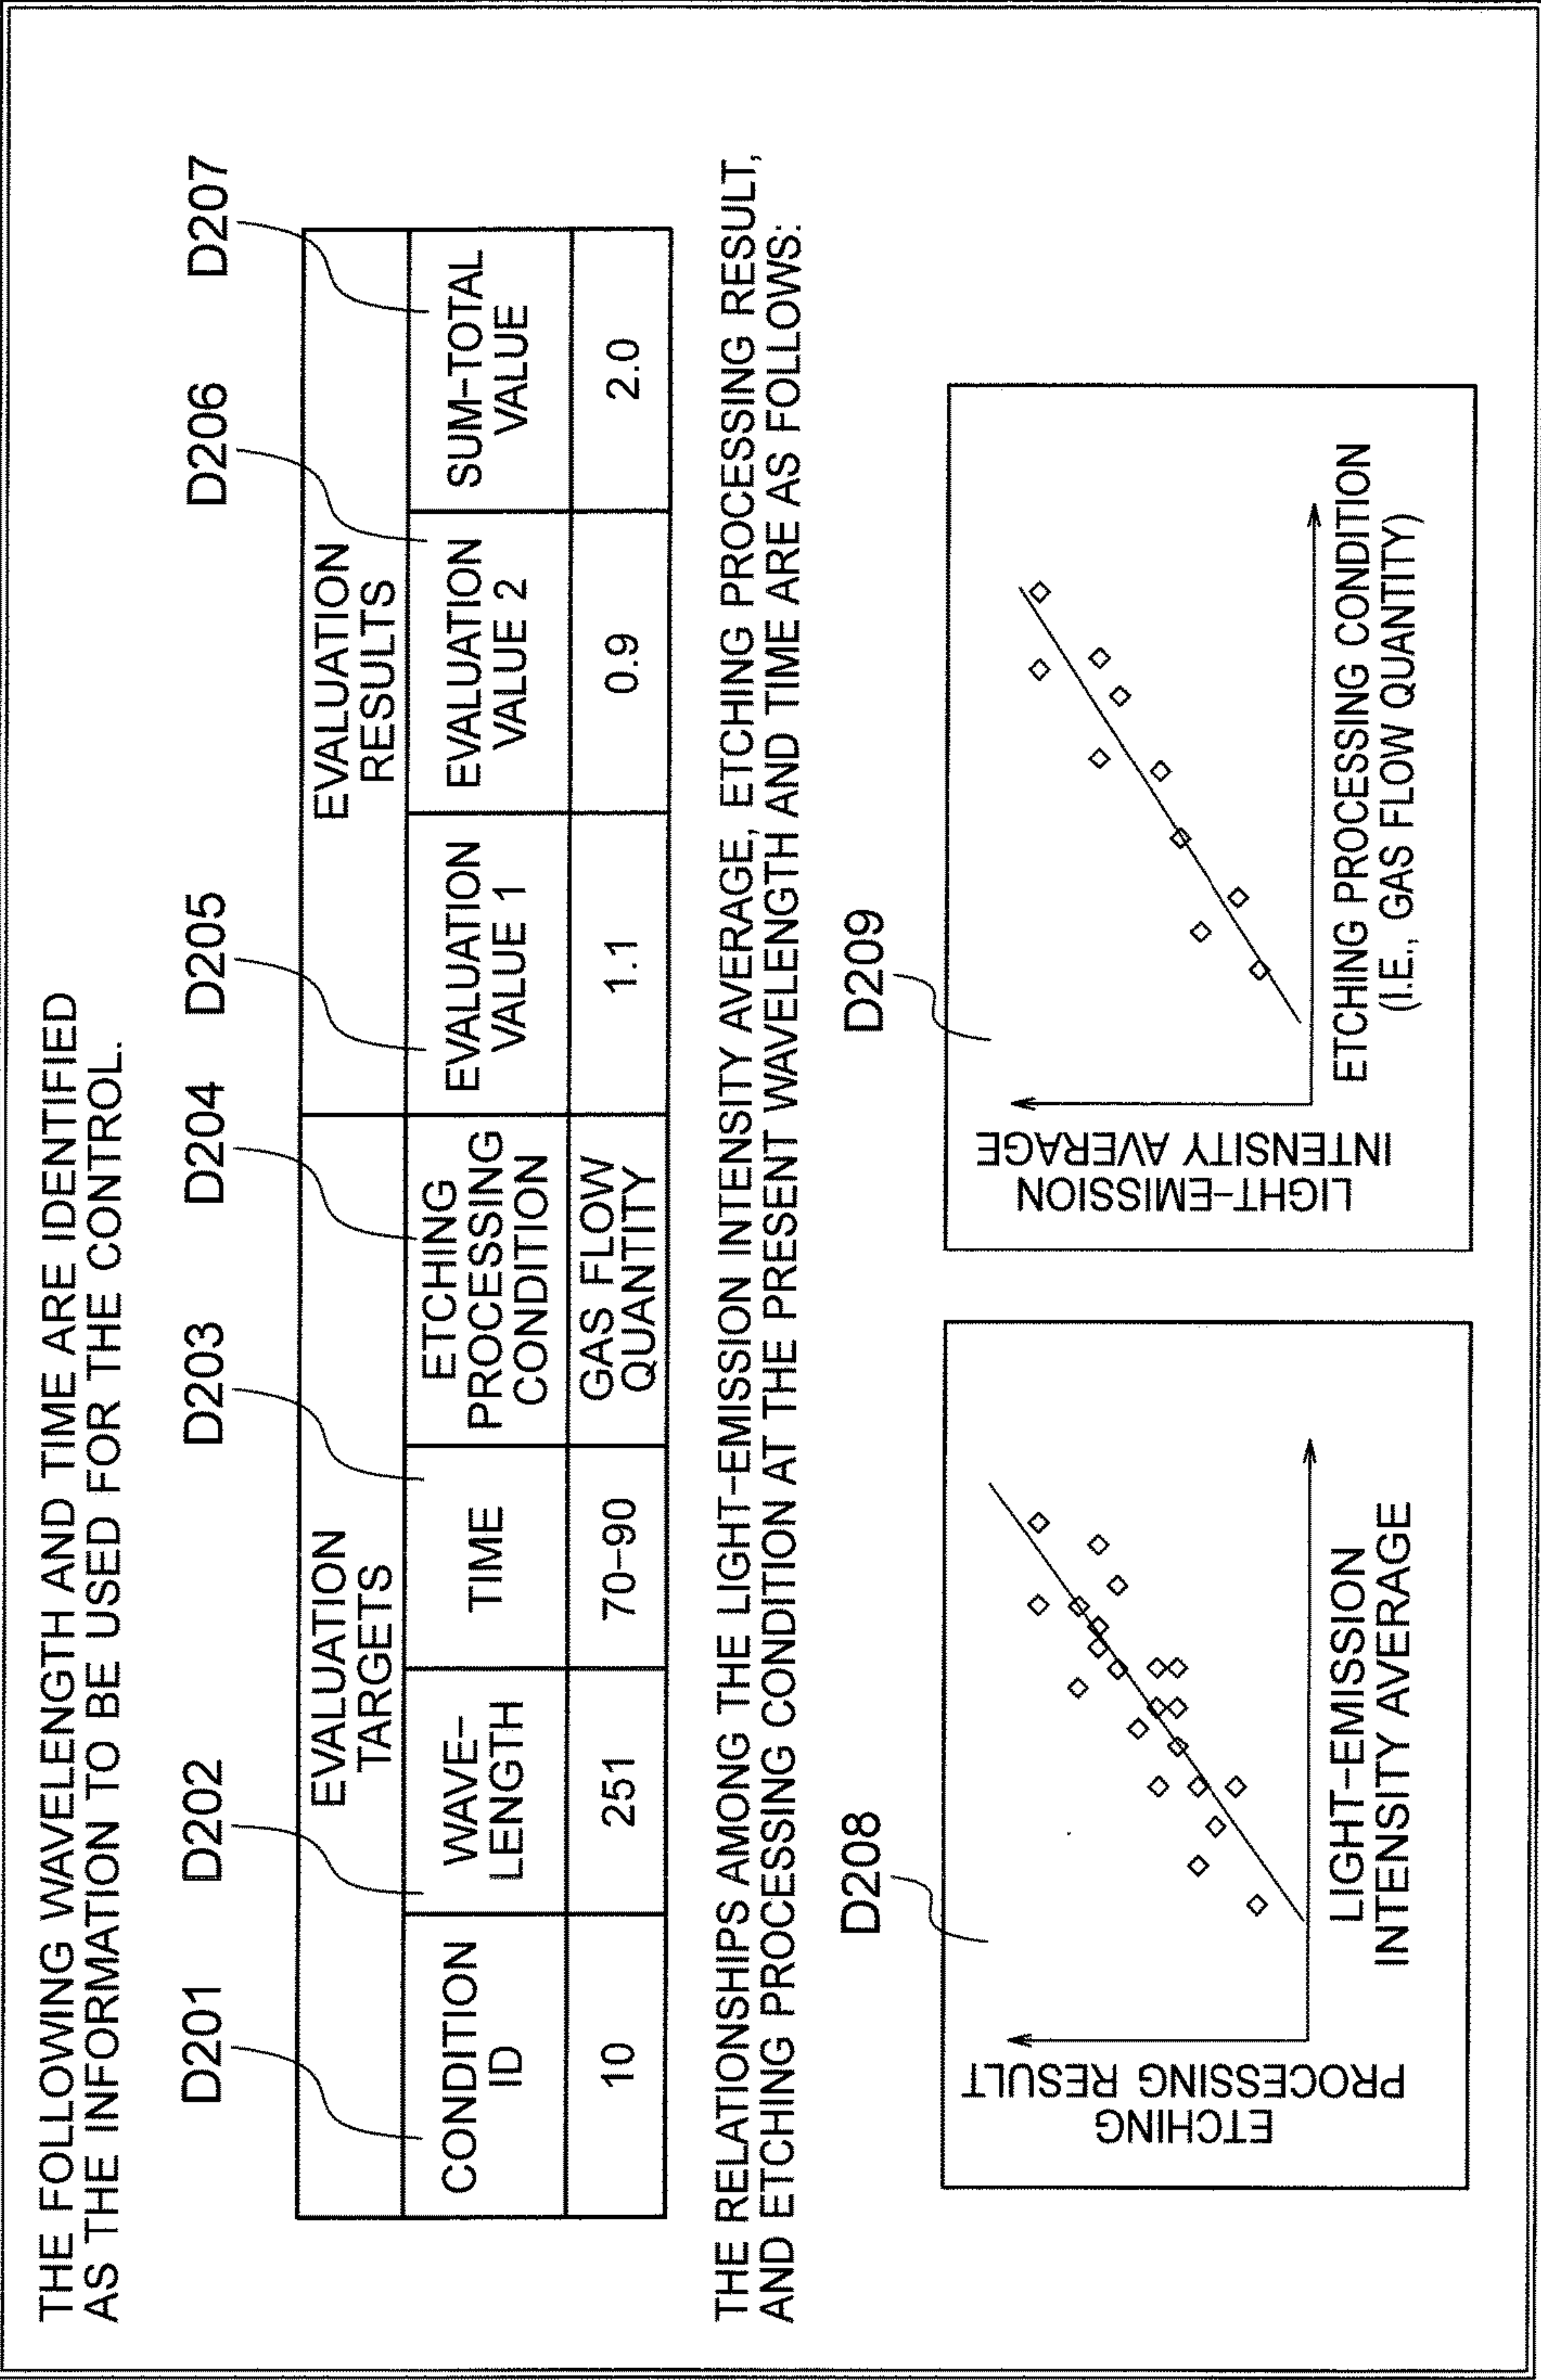 THE FOLLOWING WAVELENGTH AND TIME ARE IDENTIFIED
AS THE INFORMATION TO BE USED FOR THE CONTROL.
D201
D202
D203
D204
D205
D206
D207
EVALUATION
TARGETS
EVALUATION
RESULTS
CONDITION
ID
WAVE-
LENGTH
TIME
ETCHING
PROCESSING
CONDITION
EVALUATION
VALUE 1
EVALUATION
VALUE 2
SUM-TOTAL
VALUE
10
251
70-90
GAS FLOW
QUANTITY
1.1
0.9
2.0
THE RELATIONSHIPS AMONG THE LIGHT-EMISSION INTENSITY AVERAGE, ETCHING PROCESSING RESULT,
AND ETCHING PROCESSING CONDITION AT THE PRESENT WAVELENGTH AND TIME ARE AS FOLLOWS:
D208
ETCHING
PROCESSING RESULT
LIGHT-EMISSION
INTENSITY AVERAGE
D209
LIGHT-EMISSION
INTENSITY AVERAGE
ETCHING PROCESSING CONDITION
(I.E., GAS FLOW QUANTITY)